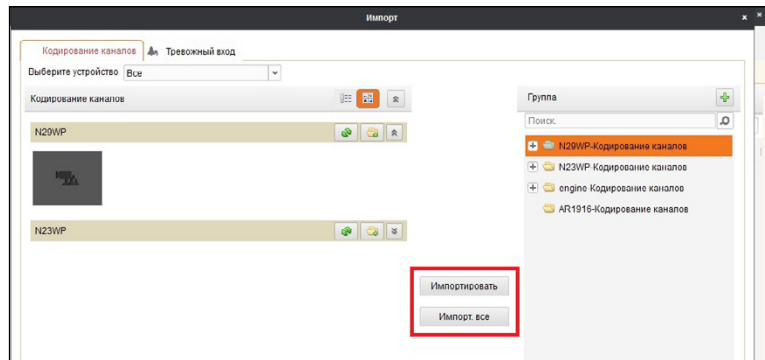 Импорт
Кодирование каналов
Тревожный вход
Выберите устройство Все
Кодирование каналов
Группа
Поиск.
N29WP
N29WP-Кодирование каналов
N23WP-Кодирование каналов
engine-Кодирование каналов
AR1916-Кодирование каналов
N23WP
Импортировать
Импорт. все